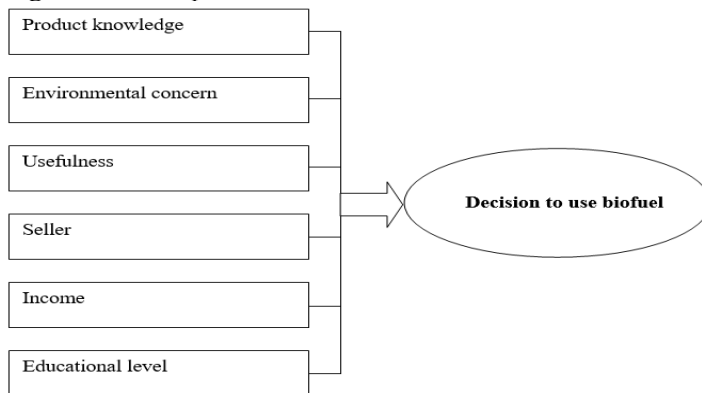 Product knowledge
Environmental concern
Usefulness
Seller
Decision to use biofuel
Income
Educational level